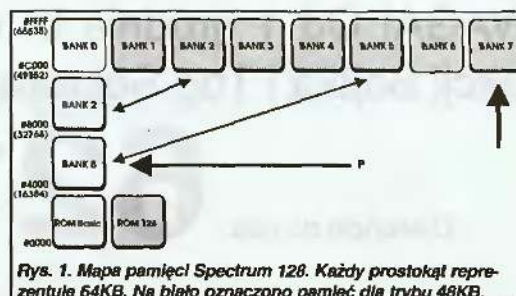 #FFFF
BANK 0 BANK 1 BANK 2 BANK 3 BANK 4 BANK 5 BANK 6 BANK 7
#C000
(49152)
BANK 2
#8000
BANK 5
P
#4000
(16384)
ROM Basic ROM 128
#0000
Rys. 1. Mapa pamięci Spectrum 128. Każdy prostokąt repre-
zentuje 64KB. Na biało oznaczono pamięć dla trybu 48KB.